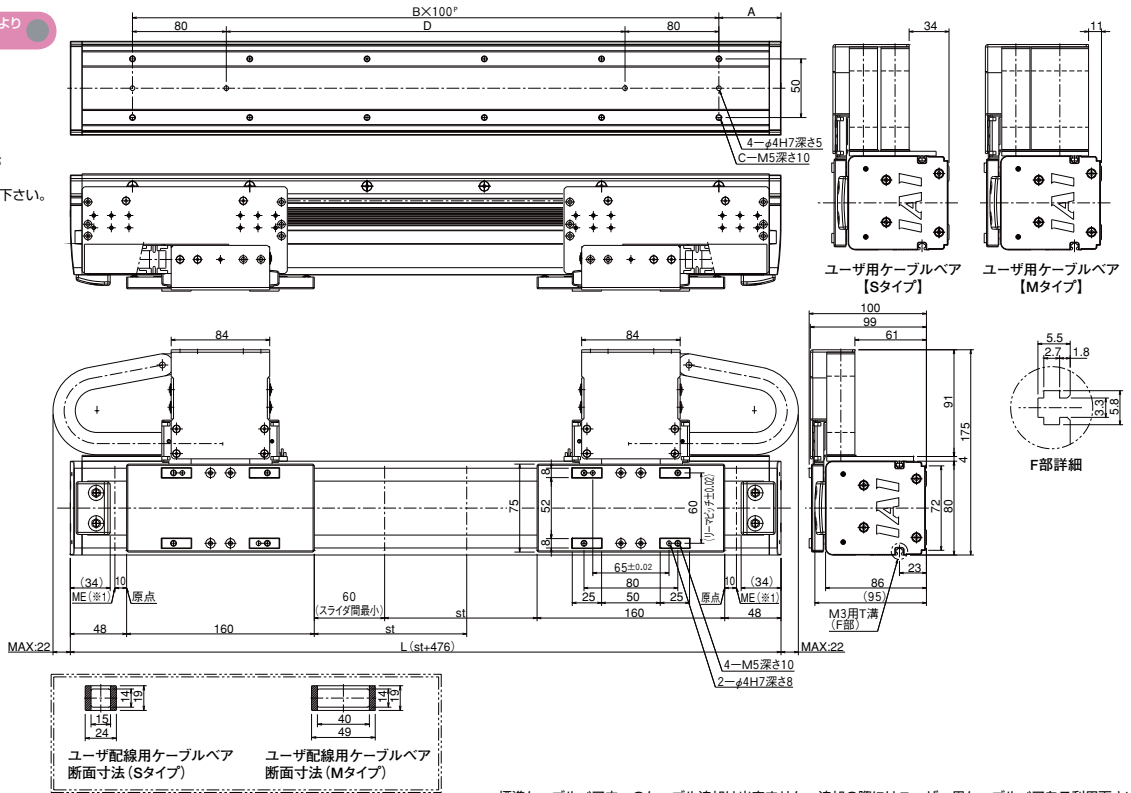 より
下さい。
B×100P
A
80
D
80
50
4-φ4H7深さ5
C-M5深さ10
34
11
IAI
IAI
ユーザ用ケーブルベア
【Sタイプ】
ユーザ用ケーブルベア
【Mタイプ】
84
84
100
99
61
91
175
4
80
72
IAI
23
86
(95)
M3用T溝
(F部)
5.5
2.7
1.8
3.3
5.8
F部詳細
8
52
8
75
60
(リーマピッチ±0.02)
65±0.02
80
25
50
25
(34)
10
ME(※1)
原点
60
(スライダ間最小)
st
原点
10
(34)
ME(※1)
48
160
st
160
48
MAX:22
L(st+476)
MAX:22
4-M5深さ10
2-φ4H7深さ8
14
19
15
24
ユーザ配線用ケーブルベア
断面寸法(Sタイプ)
14
19
40
49
ユーザ配線用ケーブルベア
断面寸法(Mタイプ)